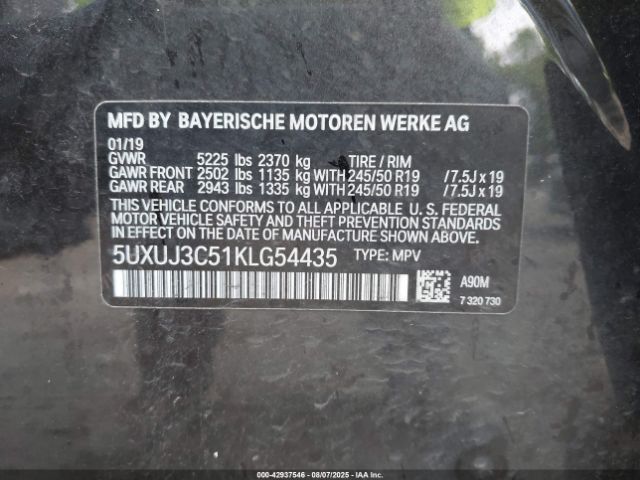 MFD BY BAYERISCHE MOTOREN WERKE AG
01/19
GVWR 5225 lbs 2370 kg TIRE / RIM
GAWR FRONT 2502 lbs 1135 kg WITH 245/50 R19 / 7.5J x 19
GAWR REAR 2943 lbs 1335 kg WITH 245/50 R19 / 7.5J x 19
THIS VEHICLE CONFORMS TO ALL APPLICABLE U. S. FEDERAL
MOTOR VEHICLE SAFETY AND THEFT PREVENTION STANDARDS
IN EFFECT ON THE DATE OF MANUFACTURE SHOWN ABOVE.
5UXUJ3C51KLG54435 TYPE: MPV
A90M
7 320 730
000-42937546 - 08/07/2025 - IAAI, Inc.